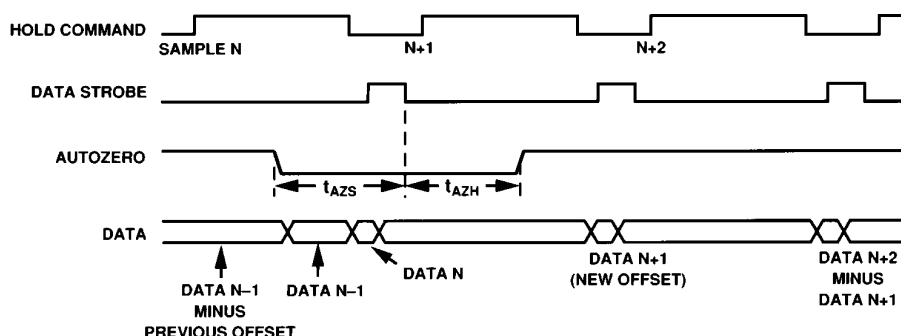 HOLD COMMAND
SAMPLE N
N+1
N+2
DATA STROBE
AUTOZERO
tAZS
tAZH
DATA
DATA N–1
MINUS
PREVIOUS OFFSET
DATA N–1
DATA N
DATA N+1
(NEW OFFSET)
DATA N+2
MINUS
DATA N+1